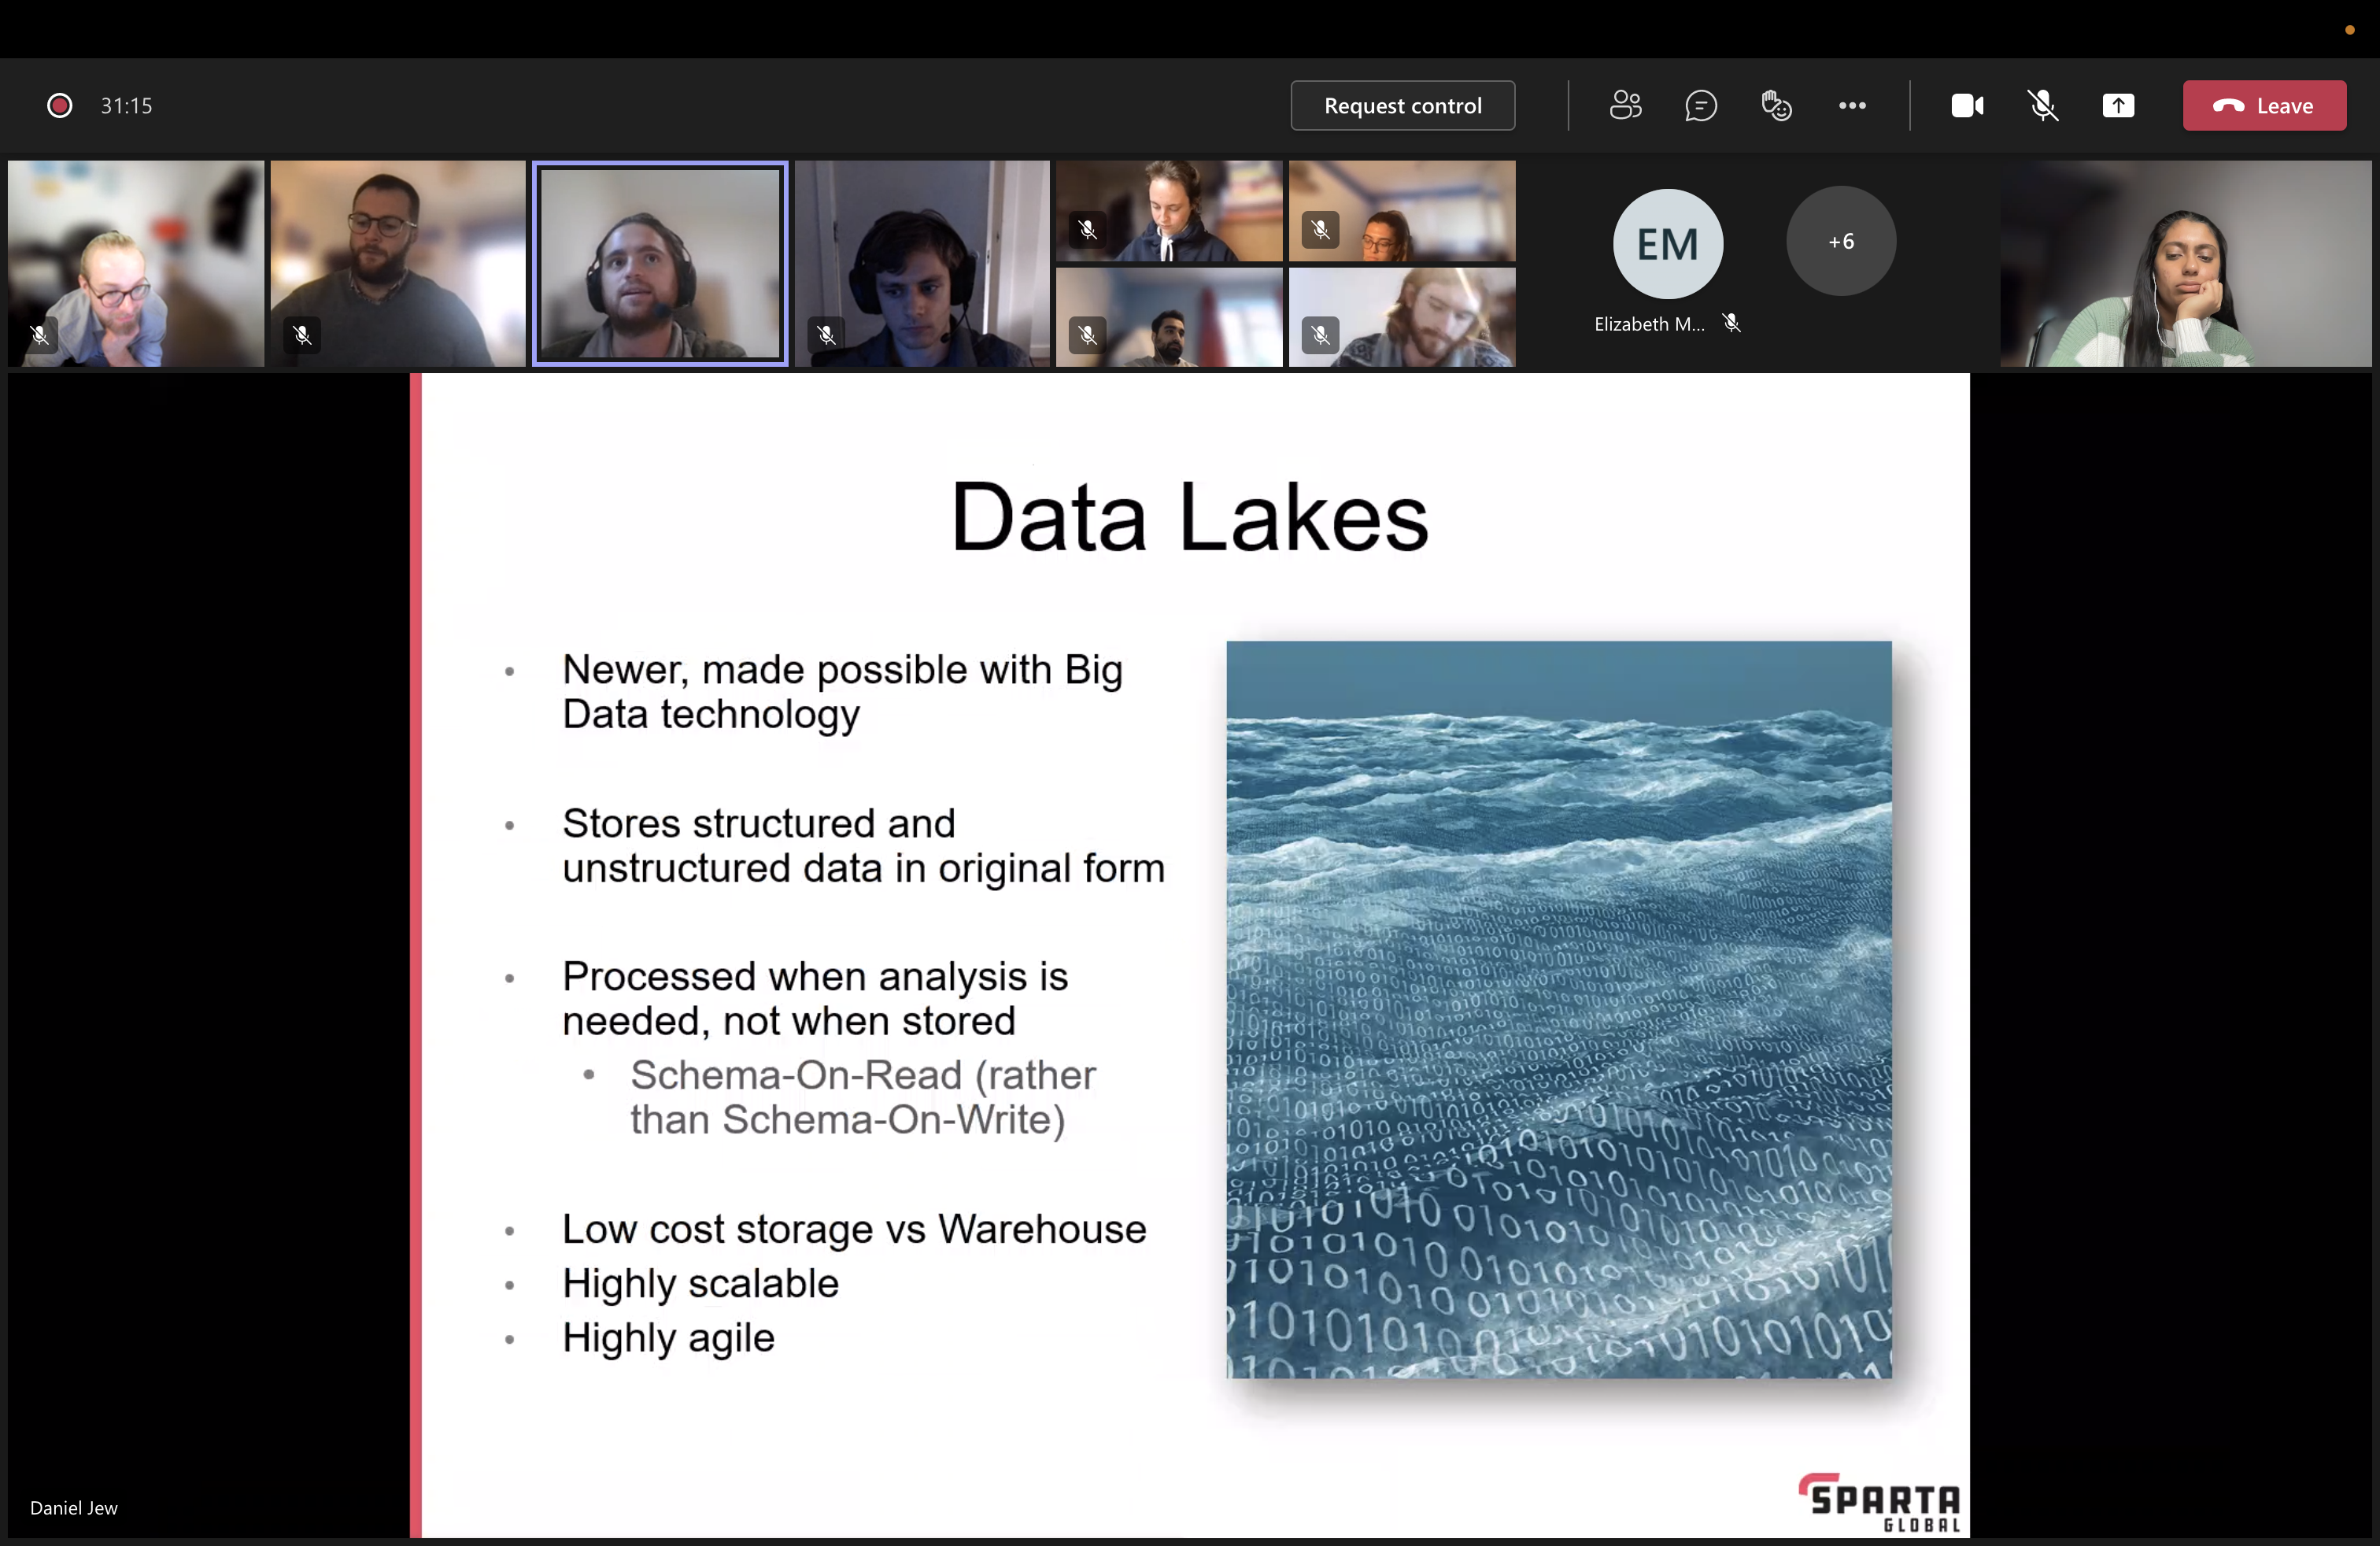 31:15
Request control
Leave
EM
+6
Elizabeth M...
Data Lakes
Newer, made possible with Big
Data technology
Stores structured and
unstructured data in original form
Processed when analysis is
needed, not when stored
Schema-On-Read (rather
than Schema-On-Write)
Low cost storage vs Warehouse
Highly scalable
Highly agile
Daniel Jew
SPARTA
GLOBAL